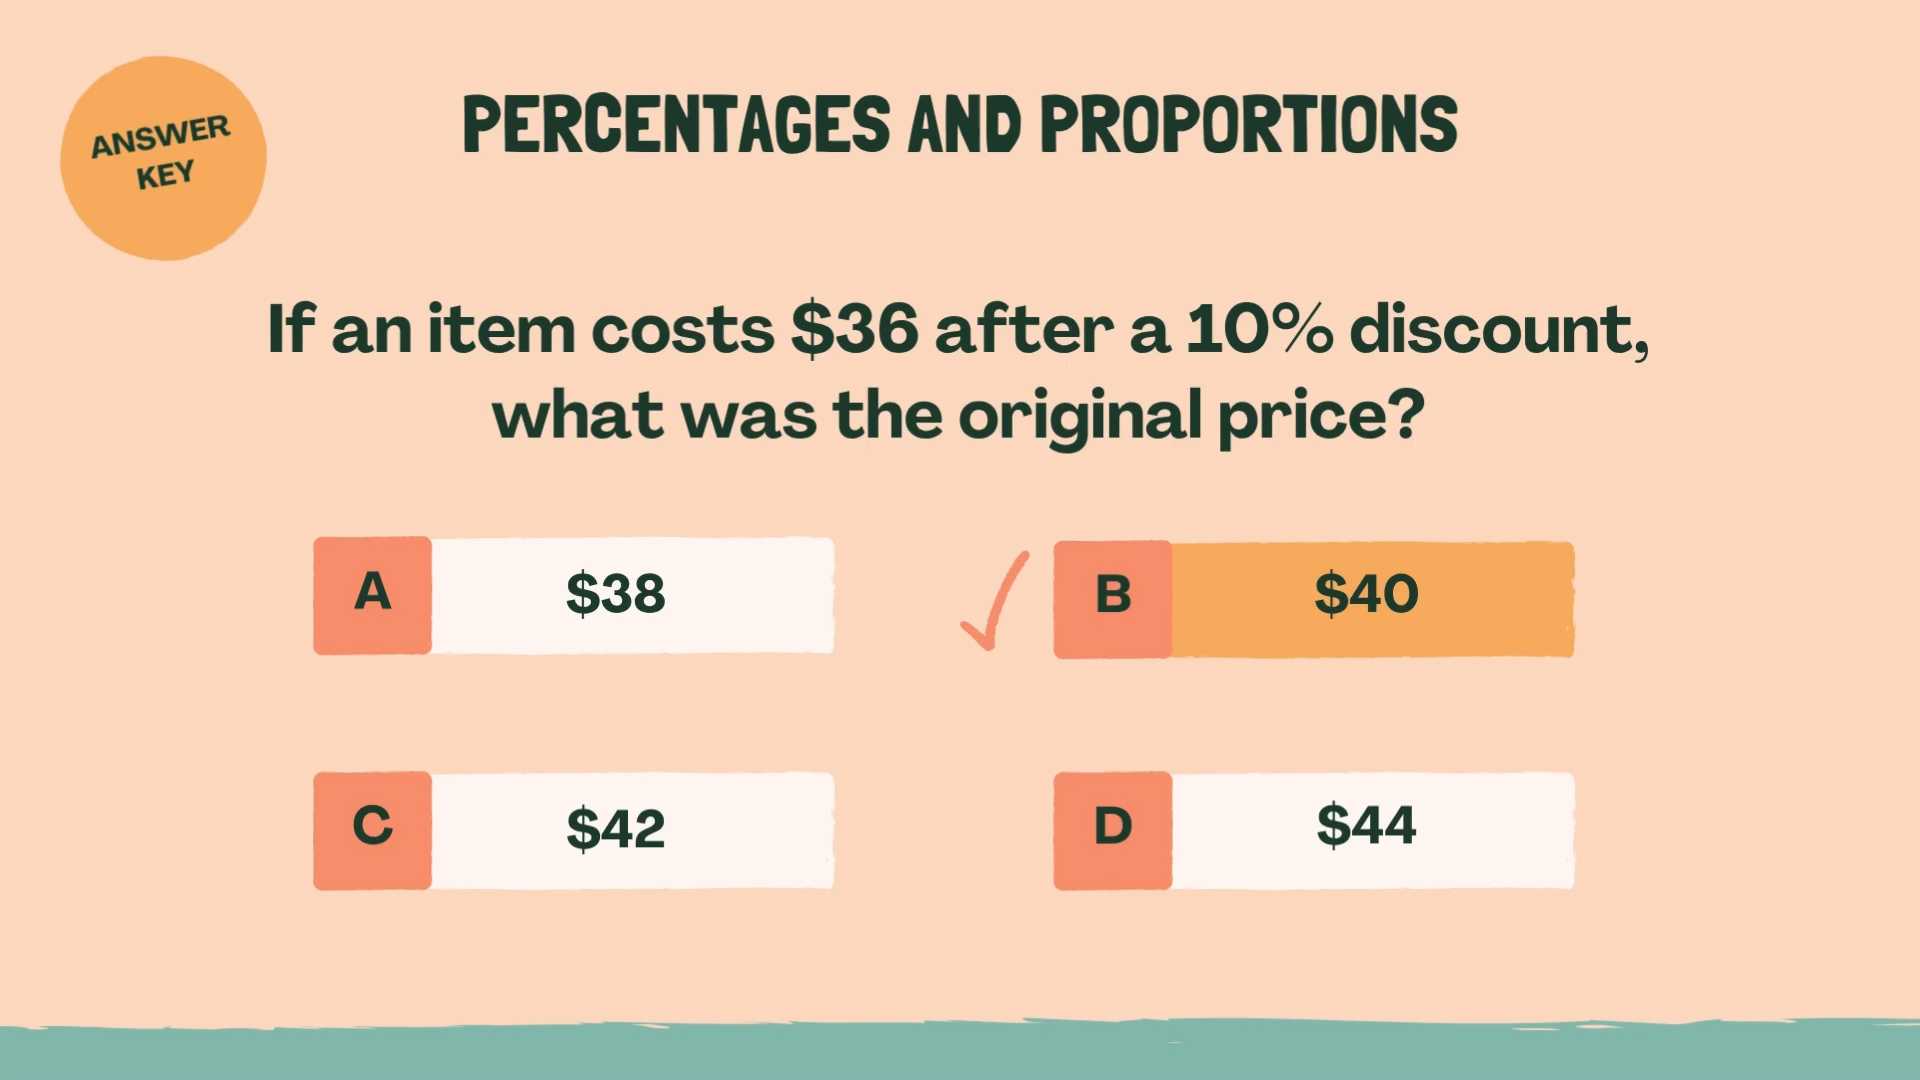 ANSWER
KEY
PERCENTAGES AND PROPORTIONS
If an item costs $36 after a 10% discount,
what was the original price?
A $38
B $40
C $42
D $44